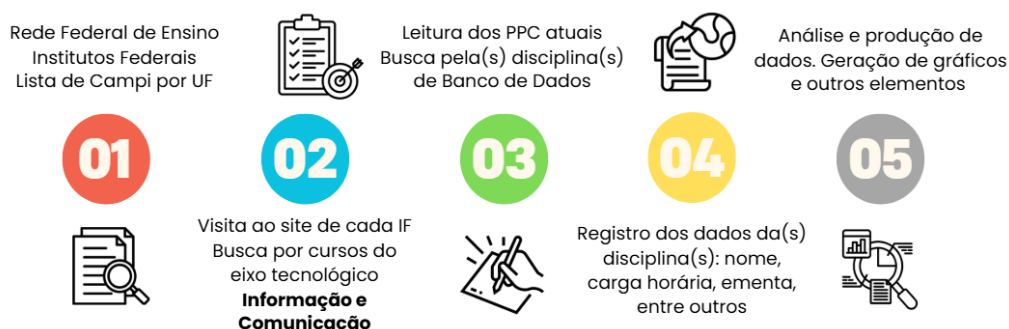 Rede Federal de Ensino
Institutos Federais
Lista de Campi por UF
01
02
Visita ao site de cada IF
Busca por cursos do
eixo tecnológico
Informação e
Comunicação
Leitura dos PPC atuais
Busca pela(s) disciplina(s)
de Banco de Dados
03
04
Registro dos dados da(s)
disciplina(s): nome,
carga horária, ementa,
entre outros
Análise e produção de
dados. Geração de gráficos
e outros elementos
05